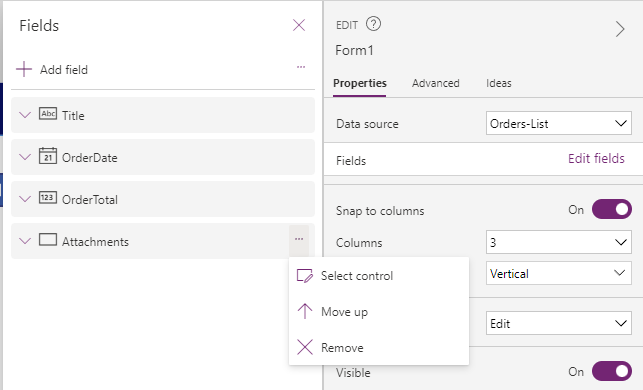 Fields
Add field
...
Abc Title
21 OrderDate
123 OrderTotal
Attachments
...
Select control
Move up
Remove
EDIT ?
Form1
Properties Advanced Ideas
Data source Orders-List
Fields Edit fields
Snap to columns On
Columns 3
Vertical
Edit
Visible On